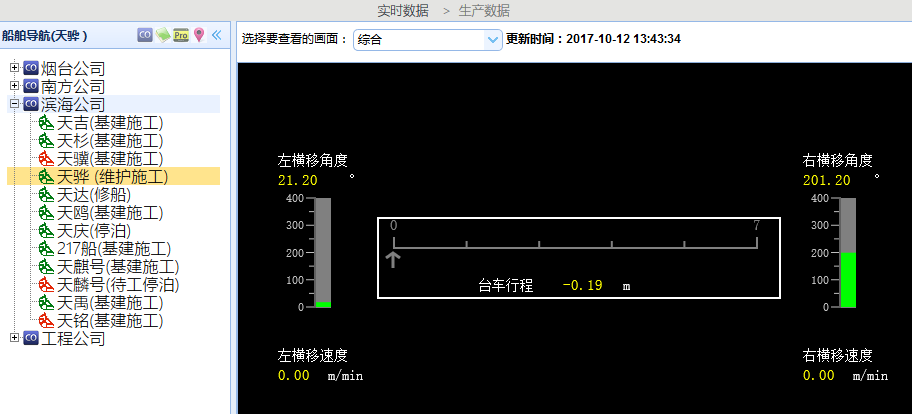 实时数据 > 生产数据
船舶导航(天骅 )
CO
Pro
选择要查看的画面： 综合 更新时间：2017-10-12 13:43:34
CO 烟台公司
CO 南方公司
CO 滨海公司
天吉(基建施工)
天杉(基建施工)
天骥(基建施工)
天骅 (维护施工)
天达(修船)
天鸥(基建施工)
天庆(停泊)
217船(基建施工)
天麒号(基建施工)
天麟号(待工停泊)
天禹(基建施工)
天铭(基建施工)
CO 工程公司
左横移角度
21.20 °
400
300
200
100
0
左横移速度
0.00 m/min
0 7
台车行程 -0.19 m
右横移角度
201.20 °
400
300
200
100
0
右横移速度
0.00 m/min